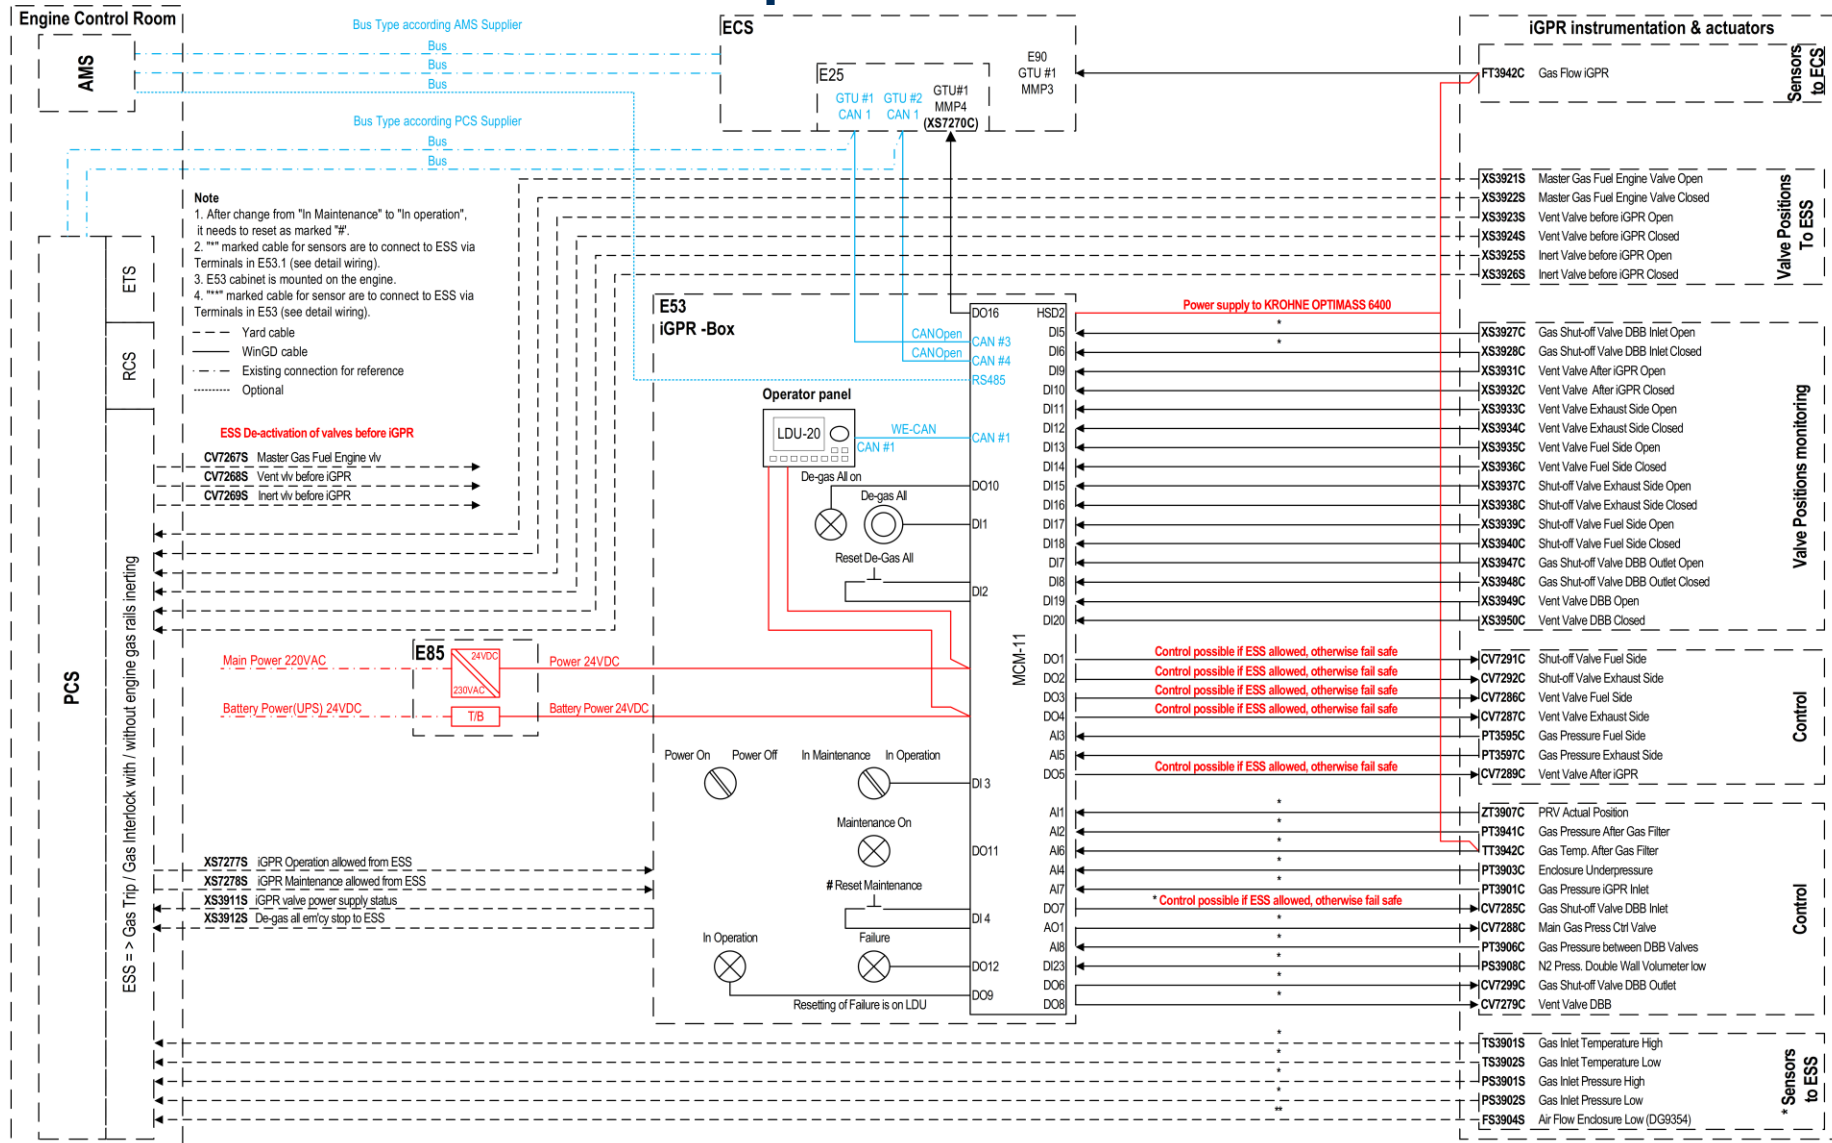 Engine Control Room
AMS
Bus Type according AMS Supplier
Bus
Bus
Bus
Bus Type according PCS Supplier
Bus
Bus
ECS
E25
GTU #1
CAN 1
GTU #2
CAN 1
GTU#1
MMP4
(XS7270C)
E90
GTU #1
MMP3
iGPR instrumentation & actuators
FT3942C Gas Flow iGPR
Sensors
to ECS
XS3921S Master Gas Fuel Engine Valve Open
XS3922S Master Gas Fuel Engine Valve Closed
XS3923S Vent Valve before iGPR Open
XS3924S Vent Valve before iGPR Closed
XS3925S Inert Valve before iGPR Open
XS3926S Inert Valve before iGPR Closed
Valve Positions
To ESS
Note
1. After change from "In Maintenance" to "In operation",
it needs to reset as marked "#'.
2. "*" marked cable for sensors are to connect to ESS via
Terminals in E53.1 (see detail wiring).
3. E53 cabinet is mounted on the engine.
4. "**" marked cable for sensor are to connect to ESS via
Terminals in E53 (see detail wiring).
Yard cable
WinGD cable
Existing connection for reference
Optional
ETS
RCS
PCS
ESS = > Gas Trip / Gas Interlock with / without engine gas rails inerting
ESS De-activation of valves before iGPR
CV7267S Master Gas Fuel Engine vlv
CV7268S Vent vlv before iGPR
CV7269S Inert vlv before iGPR
E85
24VDC
230VAC
T/B
Main Power 220VAC
Power 24VDC
Battery Power(UPS) 24VDC
Battery Power 24VDC
XS7277S iGPR Operation allowed from ESS
XS7278S iGPR Maintenance allowed from ESS
XS3911S iGPR valve power supply status
XS3912S De-gas all em'cy stop to ESS
E53
iGPR -Box
Operator panel
LDU-20
CANOpen
CANOpen
WE-CAN
CAN #1
De-gas All on
De-gas All
Reset De-Gas All
Power On
Power Off
In Maintenance
In Operation
Maintenance On
# Reset Maintenance
In Operation
Failure
Resetting of Failure is on LDU
MCM-11
DO16
CAN #3
CAN #4
RS485
CAN #1
DO10
DI1
DI2
DI 3
DO11
DI 4
DO12
DO9
HSD2
DI5
DI6
DI9
DI10
DI11
DI12
DI13
DI14
DI15
DI16
DI17
DI18
DI7
DI8
DI19
DI20
DO1
DO2
DO3
DO4
AI3
AI5
DO5
AI1
AI2
AI6
AI4
AI7
DO7
AO1
AI8
DI23
DO6
DO8
Power supply to KROHNE OPTIMASS 6400
*
*
XS3927C Gas Shut-off Valve DBB Inlet Open
XS3928C Gas Shut-off Valve DBB Inlet Closed
XS3931C Vent Valve After iGPR Open
XS3932C Vent Valve After iGPR Closed
XS3933C Vent Valve Exhaust Side Open
XS3934C Vent Valve Exhaust Side Closed
XS3935C Vent Valve Fuel Side Open
XS3936C Vent Valve Fuel Side Closed
XS3937C Shut-off Valve Exhaust Side Open
XS3938C Shut-off Valve Exhaust Side Closed
XS3939C Shut-off Valve Fuel Side Open
XS3940C Shut-off Valve Fuel Side Closed
XS3947C Gas Shut-off Valve DBB Outlet Open
XS3948C Gas Shut-off Valve DBB Outlet Closed
XS3949C Vent Valve DBB Open
XS3950C Vent Valve DBB Closed
Valve Positions monitoring
Control possible if ESS allowed, otherwise fail safe
Control possible if ESS allowed, otherwise fail safe
Control possible if ESS allowed, otherwise fail safe
Control possible if ESS allowed, otherwise fail safe
Control possible if ESS allowed, otherwise fail safe
CV7291C Shut-off Valve Fuel Side
CV7292C Shut-off Valve Exhaust Side
CV7286C Vent Valve Fuel Side
CV7287C Vent Valve Exhaust Side
PT3595C Gas Pressure Fuel Side
PT3597C Gas Pressure Exhaust Side
CV7289C Vent Valve After iGPR
Control
*
*
*
*
*
* Control possible if ESS allowed, otherwise fail safe
*
*
*
*
*
ZT3907C PRV Actual Position
PT3941C Gas Pressure After Gas Filter
TT3942C Gas Temp. After Gas Filter
PT3903C Enclosure Underpressure
PT3901C Gas Pressure iGPR Inlet
CV7285C Gas Shut-off Valve DBB Inlet
CV7288C Main Gas Press Ctrl Valve
PT3906C Gas Pressure between DBB Valves
PS3908C N2 Press. Double Wall Volumeter low
CV7299C Gas Shut-off Valve DBB Outlet
CV7279C Vent Valve DBB
Control
*
*
*
*
**
TS3901S Gas Inlet Temperature High
TS3902S Gas Inlet Temperature Low
PS3901S Gas Inlet Pressure High
PS3902S Gas Inlet Pressure Low
FS3904S Air Flow Enclosure Low (DG9354)
* Sensors
to ESS